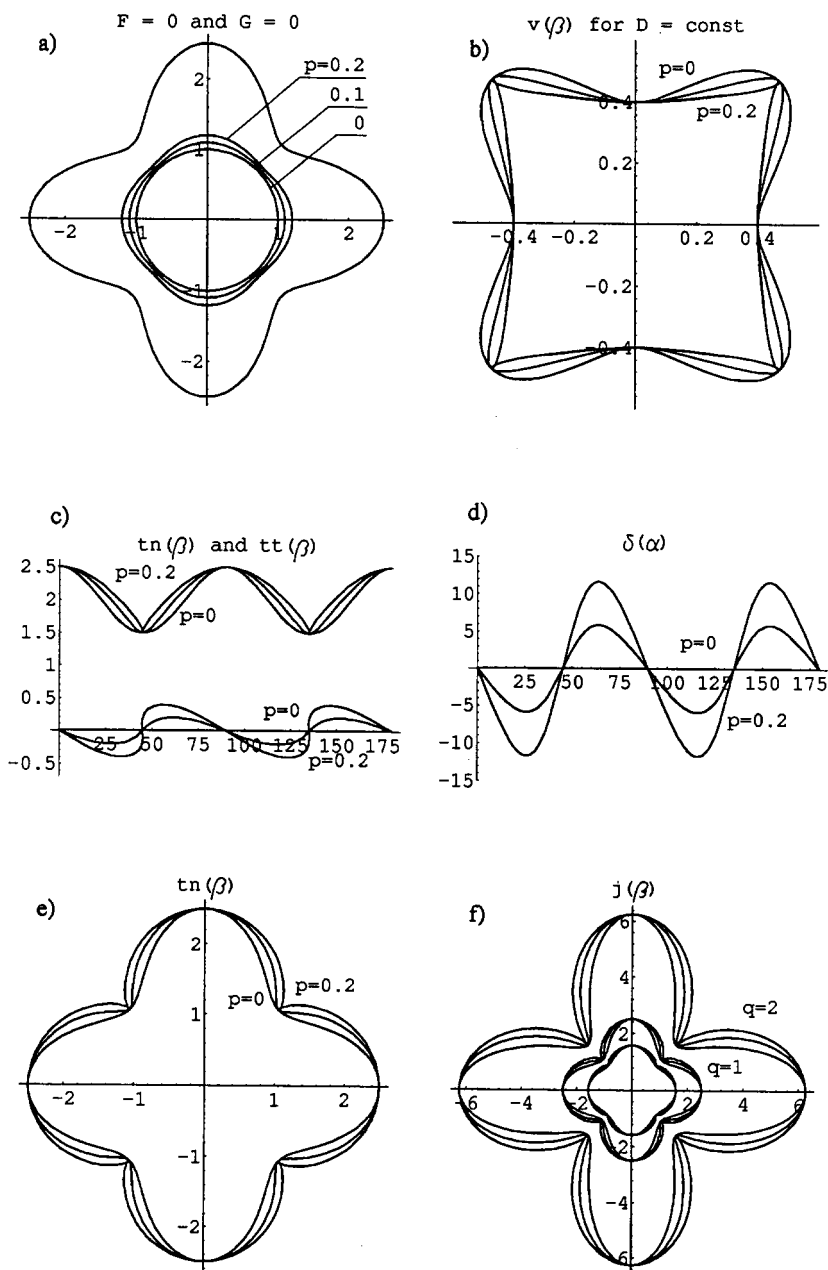 a)
F = 0 and G = 0
p=0.2
0.1
0
2
1
-2
-1
1
2
-1
-2
b)
v(β) for D = const
p=0
0.4
p=0.2
0.2
-0.4
-0.2
0.2
0.4
-0.2
-0.4
c)
tn(β) and tt(β)
2.5
p=0.2
2
p=0
1.5
1
0.5
p=0
25
50
75
100
125
150
175
-0.5
p=0.2
d)
δ(α)
15
10
5
p=0
25
50
75
100
125
150
175
-5
p=0.2
-10
-15
e)
tn(β)
2
p=0
p=0.2
1
-2
-1
1
2
-1
-2
f)
j(β)
6
4
q=2
2
q=1
-6
-4
-2
2
4
6
-2
-4
-6